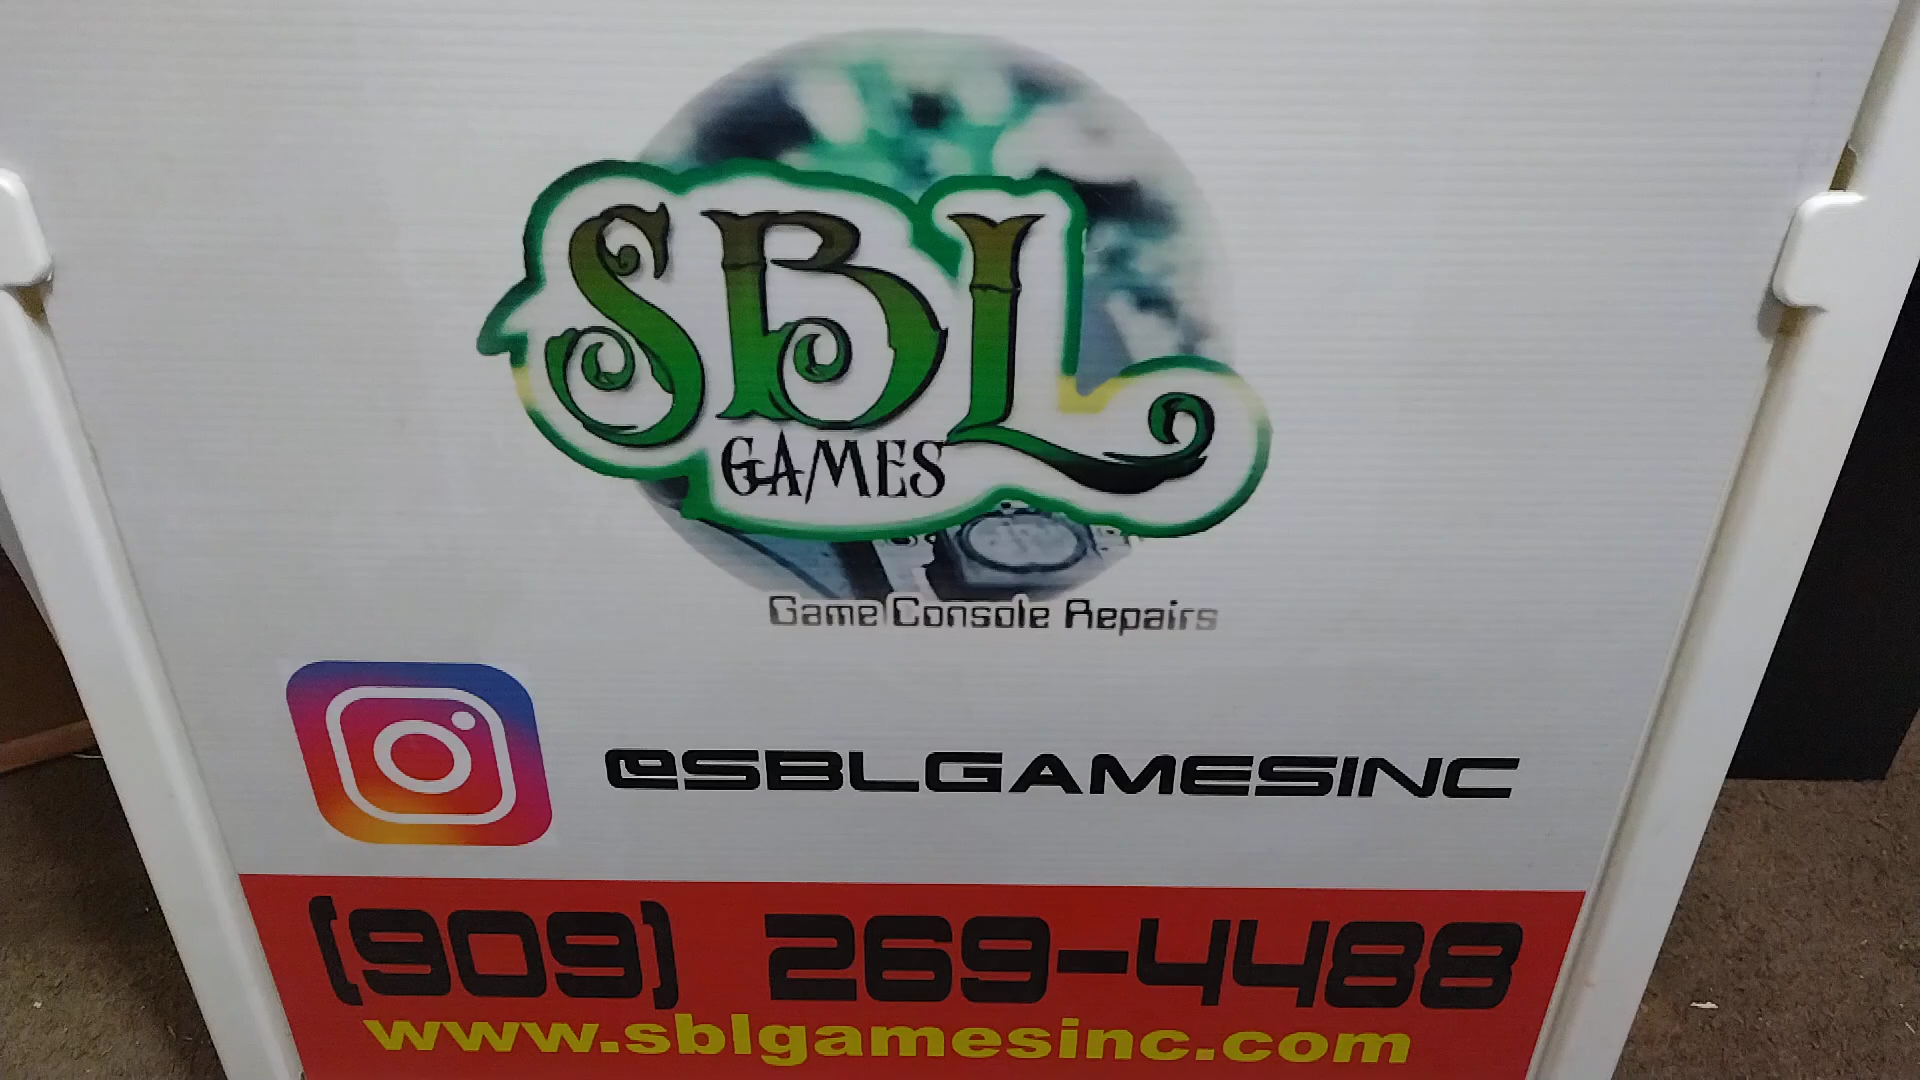 SBL
GAMES
Game Console Repairs
@SBLGAMESINC
(909) 269-4488
www.sblgamesinc.com